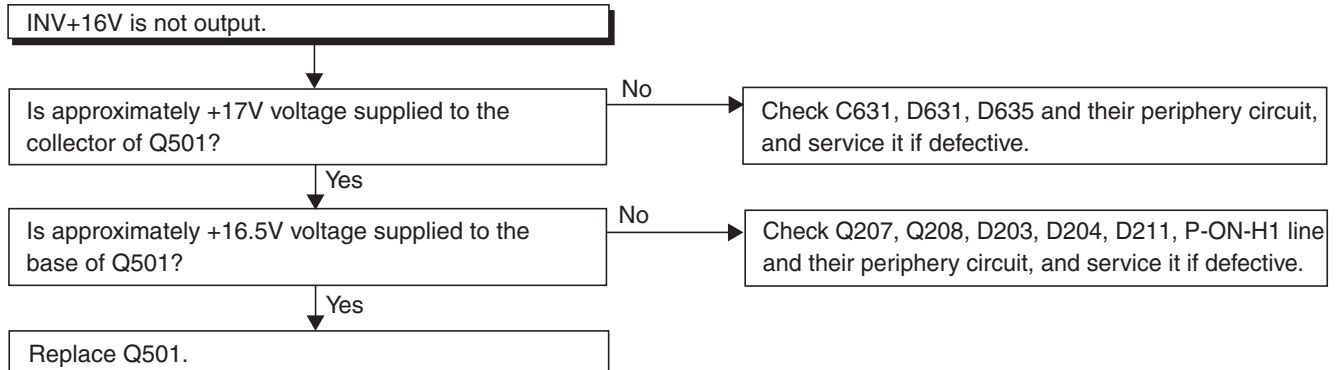 INV+16V is not output.
Is approximately +17V voltage supplied to the
collector of Q501?
No
Check C631, D631, D635 and their periphery circuit,
and service it if defective.
Yes
Is approximately +16.5V voltage supplied to the
base of Q501?
No
Check Q207, Q208, D203, D204, D211, P-ON-H1 line
and their periphery circuit, and service it if defective.
Yes
Replace Q501.